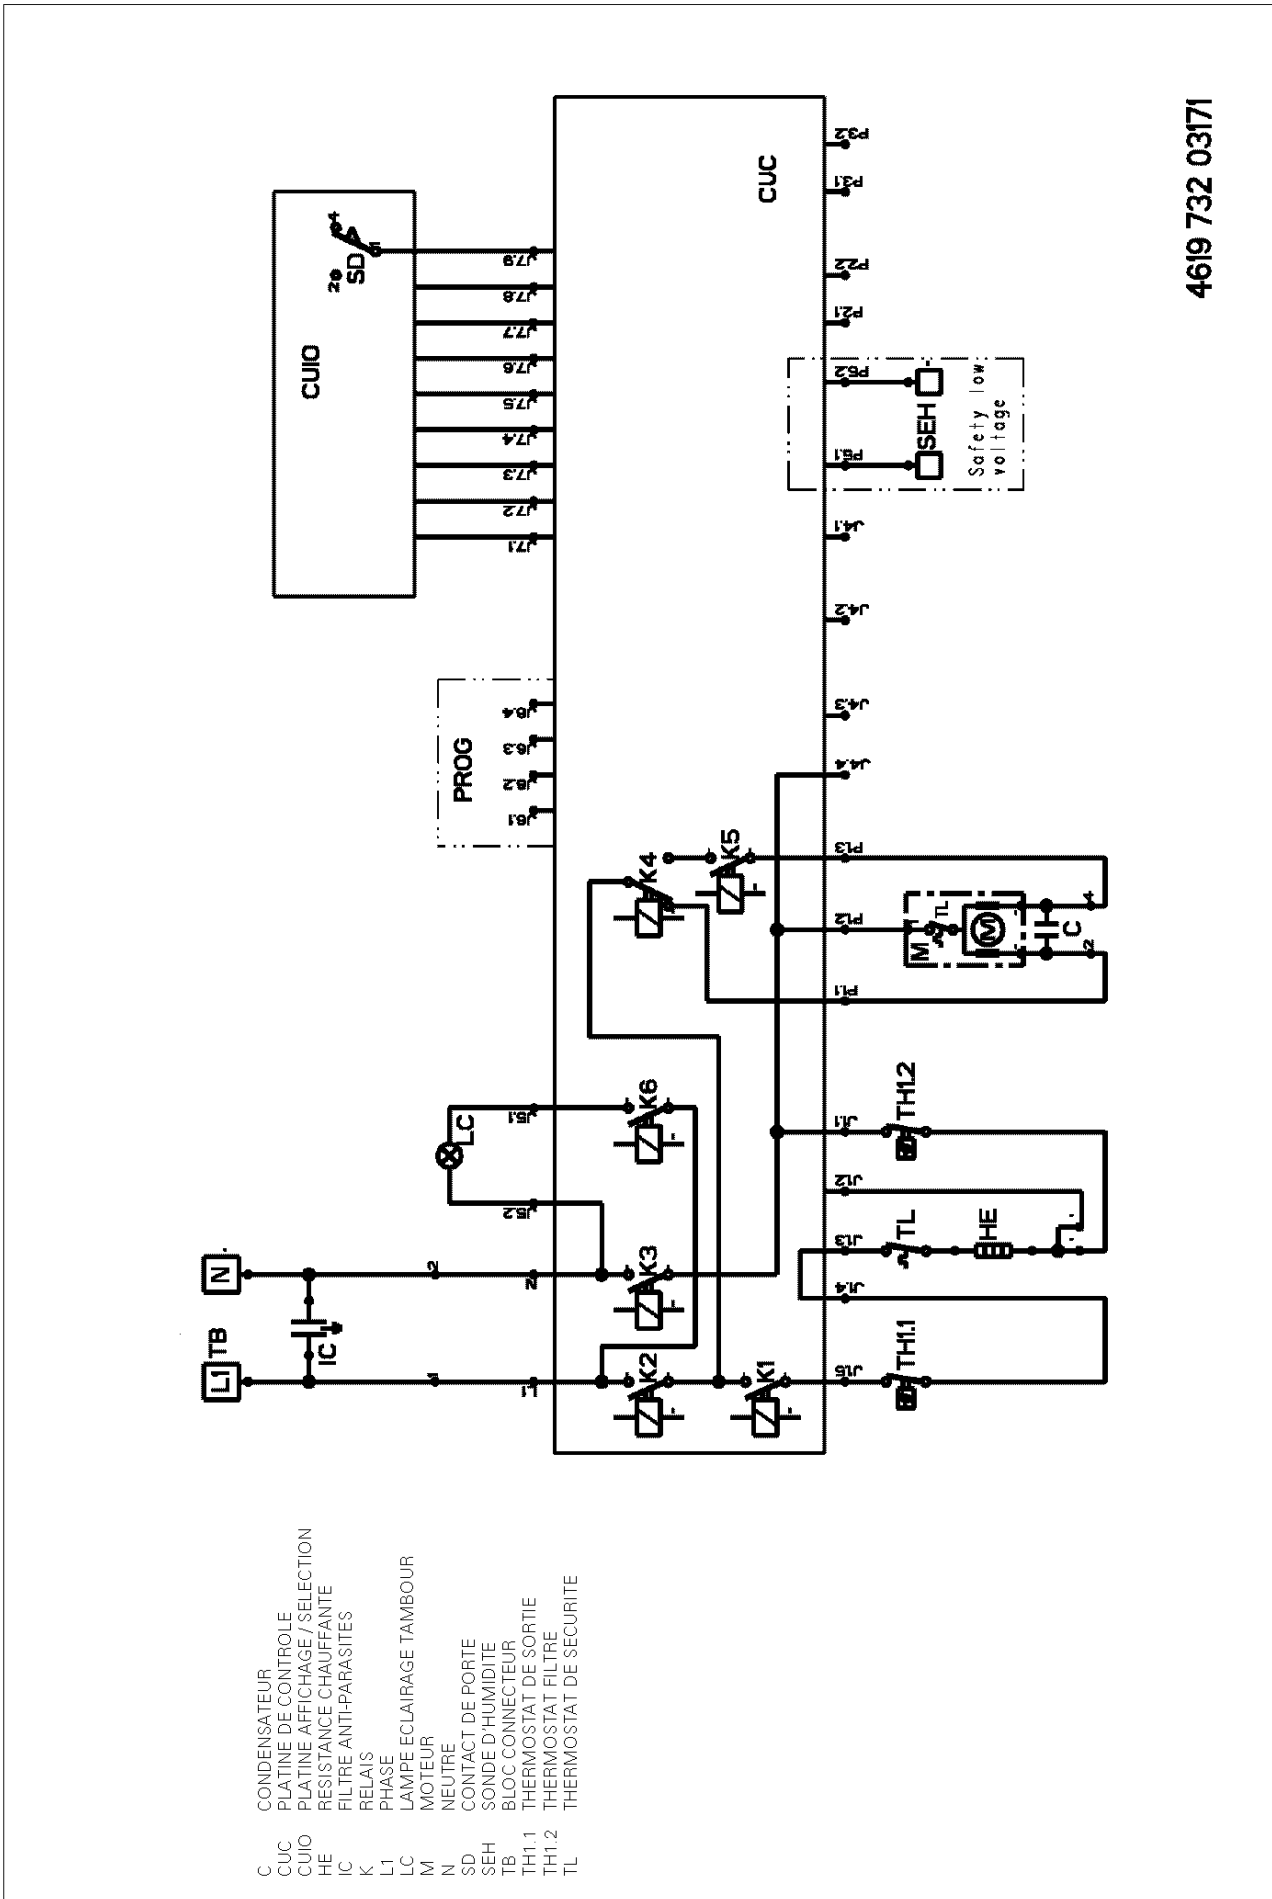 4619 732 03171
N
L1
TB
IC
2
1
N
L1
LC
J5.2
J5.1
PROG
J6.1
J6.2
J6.3
J6.4
CUIO
SD
2
4
1
J7.1
J7.2
J7.3
J7.4
J7.5
J7.6
J7.7
J7.8
J7.9
CUC
K2
K3
K6
K4
K5
K1
J1.5
J1.4
J1.3
J1.2
J1.1
P1.1
P1.2
P1.3
J4.4
J4.3
J4.2
J4.1
P2.1
P2.2
P3.1
P3.2
SEH
Safety low
voltage
TH1.1
TL
HE
TH1.2
M
TL
M
C
2
4
C CONDENSATEUR
CUC PLATINE DE CONTROLE
CUIO PLATINE AFFICHAGE / SELECTION
HE RESISTANCE CHAUFFANTE
IC FILTRE ANTI-PARASITES
K RELAIS
L1 PHASE
LC LAMPE ECLAIRAGE TAMBOUR
M MOTEUR
N NEUTRE
SD CONTACT DE PORTE
SEH SONDE D'HUMIDITE
TB BLOC CONNECTEUR
TH1.1 THERMOSTAT DE SORTIE
TH1.2 THERMOSTAT FILTRE
TL THERMOSTAT DE SECURITE